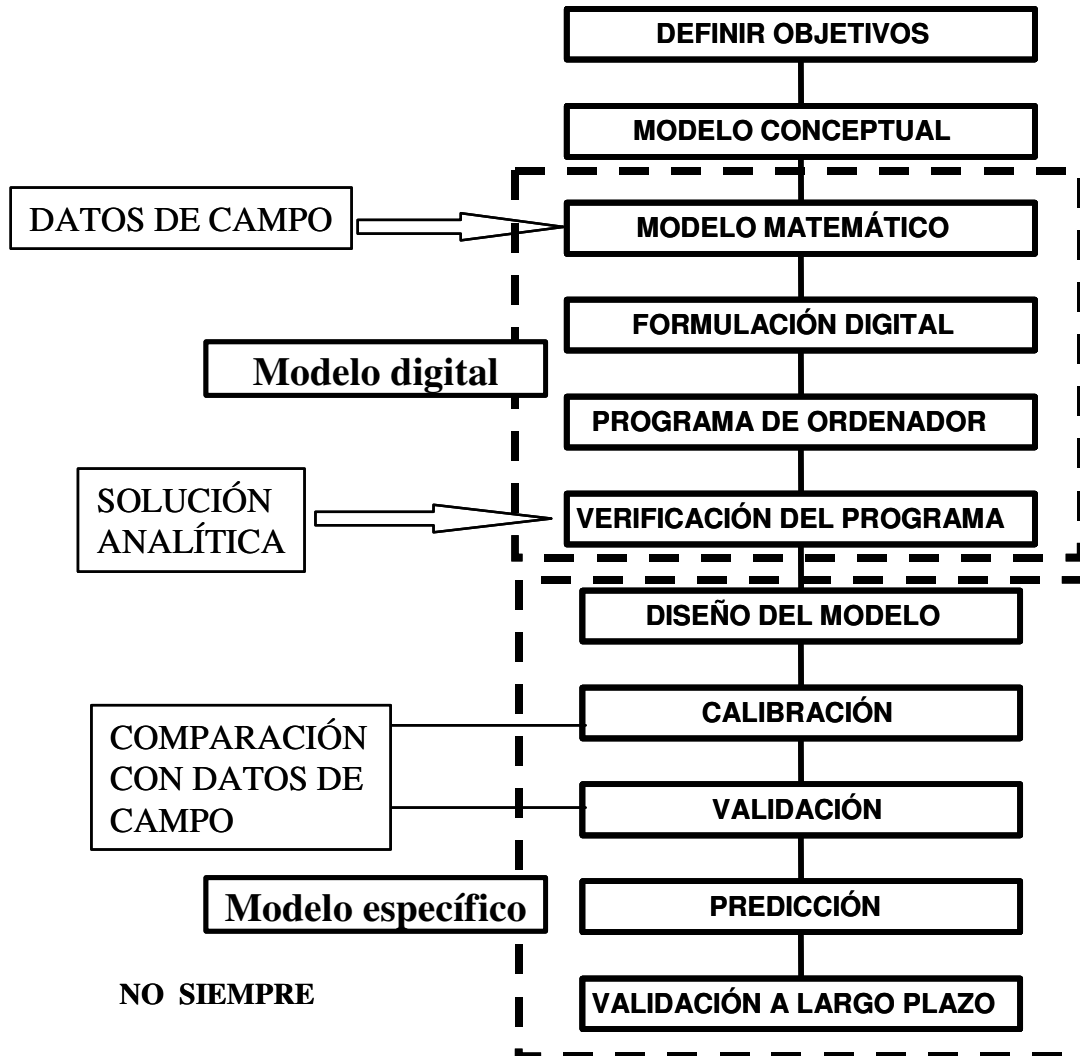 DEFINIR OBJETIVOS
MODELO CONCEPTUAL
DATOS DE CAMPO
MODELO MATEMÁTICO
FORMULACIÓN DIGITAL
Modelo digital
PROGRAMA DE ORDENADOR
SOLUCIÓN
ANALÍTICA
VERIFICACIÓN DEL PROGRAMA
DISEÑO DEL MODELO
CALIBRACIÓN
COMPARACIÓN
CON DATOS DE
CAMPO
VALIDACIÓN
Modelo específico
PREDICCIÓN
NO SIEMPRE
VALIDACIÓN A LARGO PLAZO